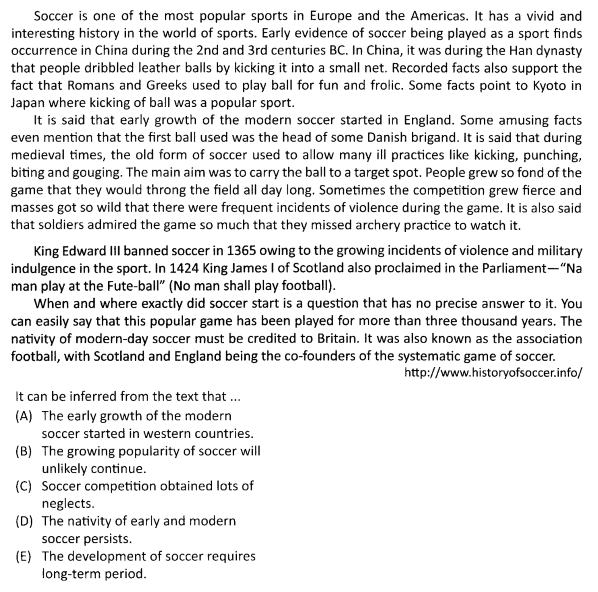 Soccer is one of the most popular sports in Europe and the Americas. It has a vivid and
interesting history in the world of sports. Early evidence of soccer being played as a sport finds
occurrence in China during the 2nd and 3rd centuries BC. In China, it was during the Han dynasty
that people dribbled leather balls by kicking it into a small net. Recorded facts also support the
fact that Romans and Greeks used to play ball for fun and frolic. Some facts point to Kyoto in
Japan where kicking of ball was a popular sport.
It is said that early growth of the modern soccer started in England. Some amusing facts
even mention that the first ball used was the head of some Danish brigand. It is said that during
medieval times, the old form of soccer used to allow many ill practices like kicking, punching,
biting and gouging. The main aim was to carry the ball to a target spot. People grew so fond of the
game that they would throng the field all day long. Sometimes the competition grew fierce and
masses got so wild that there were frequent incidents of violence during the game. It is also said
that soldiers admired the game so much that they missed archery practice to watch it.
King Edward III banned soccer in 1365 owing to the growing incidents of violence and military
indulgence in the sport. In 1424 King James I of Scotland also proclaimed in the Parliament—“Na
man play at the Fute-ball” (No man shall play football).
When and where exactly did soccer start is a question that has no precise answer to it. You
can easily say that this popular game has been played for more than three thousand years. The
nativity of modern-day soccer must be credited to Britain. It was also known as the association
football, with Scotland and England being the co-founders of the systematic game of soccer.
http://www.historyofsoccer.info/
It can be inferred from the text that ...
(A) The early growth of the modern
soccer started in western countries.
(B) The growing popularity of soccer will
unlikely continue.
(C) Soccer competition obtained lots of
neglects.
(D) The nativity of early and modern
soccer persists.
(E) The development of soccer requires
long-term period.